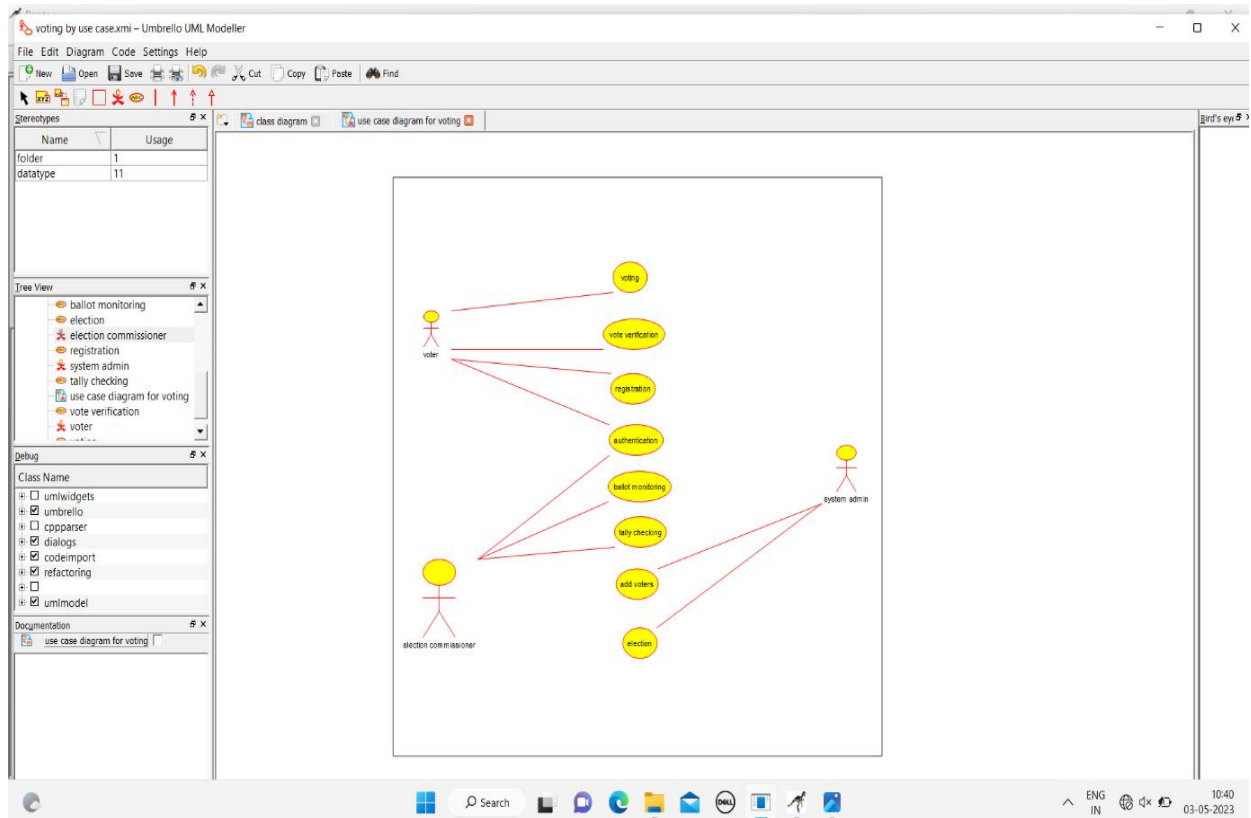 voting by use case.xmi – Umbrello UML Modeller
File Edit Diagram Code Settings Help
New Open Save Cut Copy Paste Find
Stereotypes
class diagram
use case diagram for voting
Bird's eye
Name Usage
folder 1
datatype 11
Tree View
ballot monitoring
election
election commissioner
registration
system admin
tally checking
use case diagram for voting
vote verification
voter
Debug
Class Name
umlwidgets
umbrello
cppparser
dialogs
codeimport
refactoring
umlmodel
Documentation
use case diagram for voting
voting
voter
vote verification
registration
authentication
ballot monitoring
system admin
tally checking
add voters
election commissioner
election
Search
DELL
ENG
IN
10:40
03-05-2023